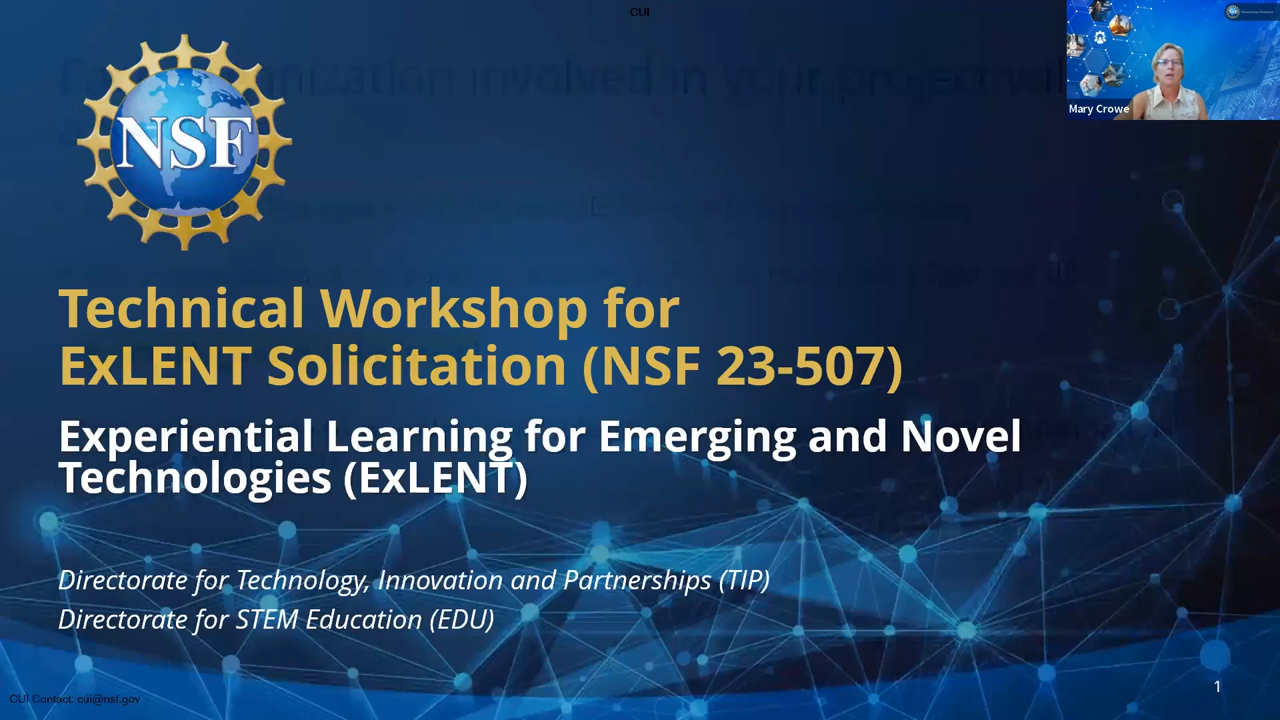 CUI
NSF
Mary Crowe
Technical Workshop for
ExLENT Solicitation (NSF 23-507)
Experiential Learning for Emerging and Novel
Technologies (ExLENT)
Directorate for Technology, Innovation and Partnerships (TIP)
Directorate for STEM Education (EDU)
CUI Contact: cui@nsf.gov
1